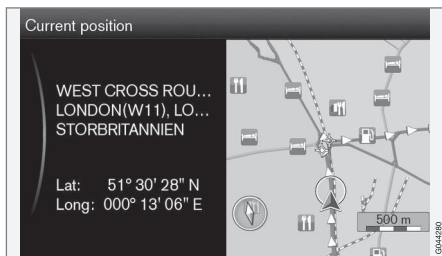 Current position
WEST CROSS ROU...
LONDON(W11), LO...
STORBRITANNIEN
Lat: 51° 30' 28" N
Long: 000° 13' 06" E
500 m
G044280